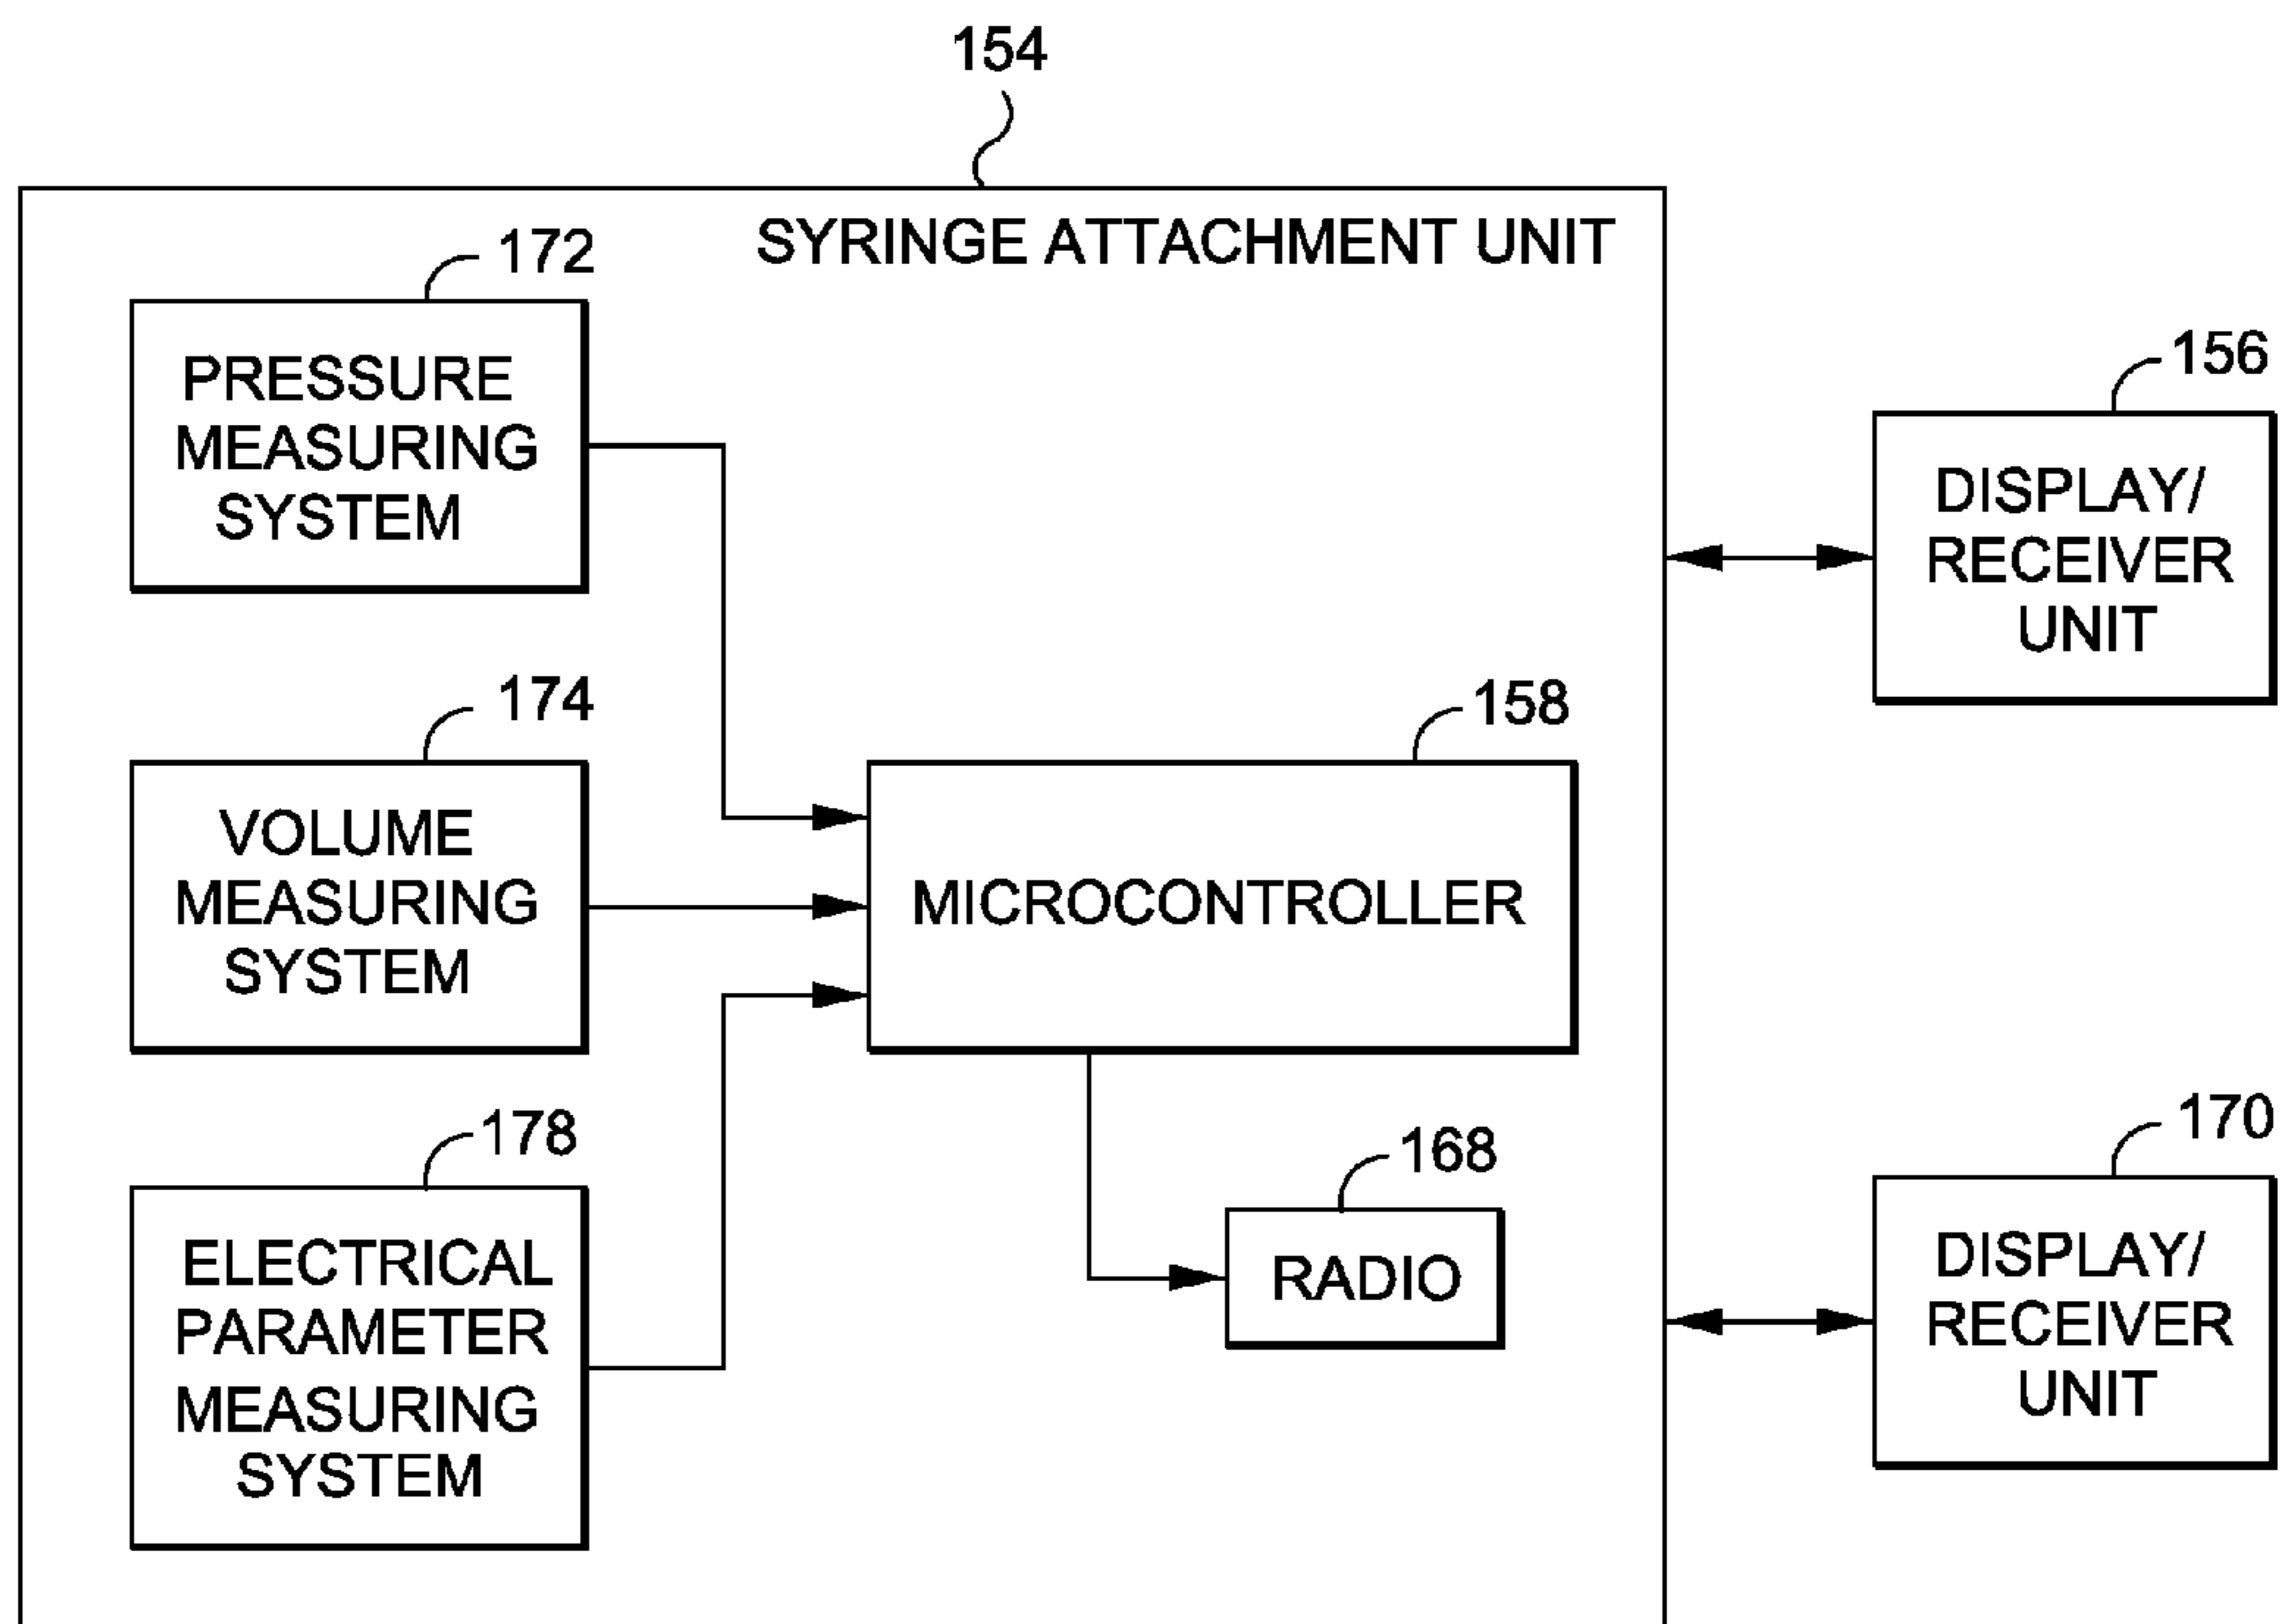 154
SYRINGE ATTACHMENT UNIT
172
PRESSURE
MEASURING
SYSTEM
156
DISPLAY/
RECEIVER
UNIT
174
VOLUME
MEASURING
SYSTEM
158
MICROCONTROLLER
178
ELECTRICAL
PARAMETER
MEASURING
SYSTEM
168
RADIO
170
DISPLAY/
RECEIVER
UNIT